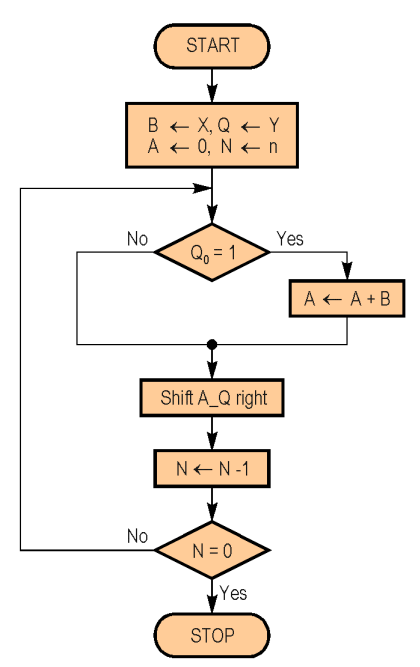 START
B ← X, Q ← Y
A ← 0, N ← n
No
Yes
Q₀ = 1
A ← A + B
Shift A_Q right
N ← N -1
No
N = 0
Yes
STOP